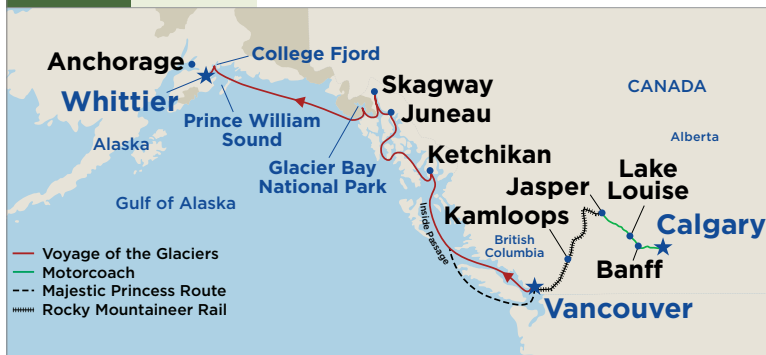 College Fjord
Anchorage
Whittier
Skagway
CANADA
Juneau
Prince William
Sound
Alaska
Alberta
Glacier Bay
National Park
Ketchikan
Lake
Louise
Jasper
Gulf of Alaska
Kamloops
Calgary
Inside Passage
British
Columbia
Banff
Voyage of the Glaciers
Motorcoach
Majestic Princess Route
Rocky Mountaineer Rail
Vancouver